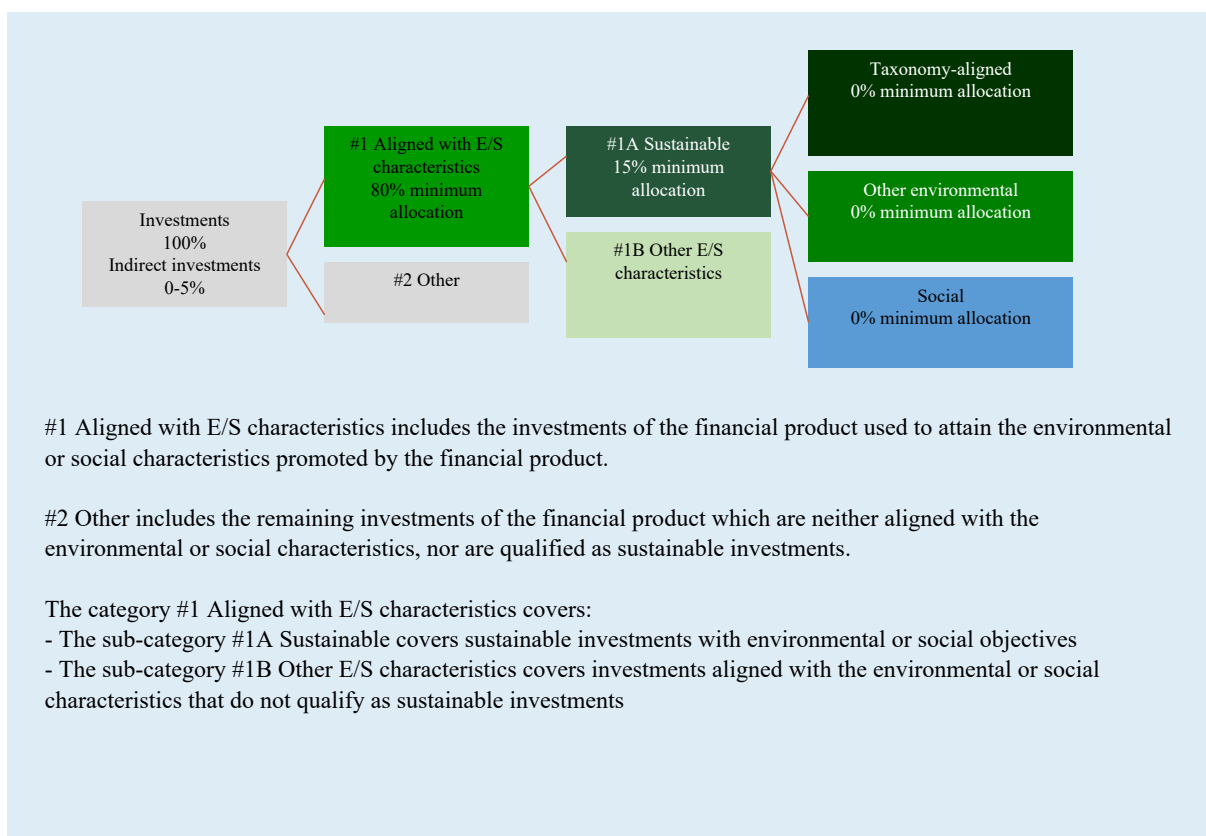 Investments
100%
Indirect investments
0-5%
#1 Aligned with E/S
characteristics
80% minimum
allocation
#2 Other
#1A Sustainable
15% minimum
allocation
#1B Other E/S
characteristics
Taxonomy-aligned
0% minimum allocation
Other environmental
0% minimum allocation
Social
0% minimum allocation
#1 Aligned with E/S characteristics includes the investments of the financial product used to attain the environmental
or social characteristics promoted by the financial product.
#2 Other includes the remaining investments of the financial product which are neither aligned with the
environmental or social characteristics, nor are qualified as sustainable investments.
The category #1 Aligned with E/S characteristics covers:
- The sub-category #1A Sustainable covers sustainable investments with environmental or social objectives
- The sub-category #1B Other E/S characteristics covers investments aligned with the environmental or social
characteristics that do not qualify as sustainable investments